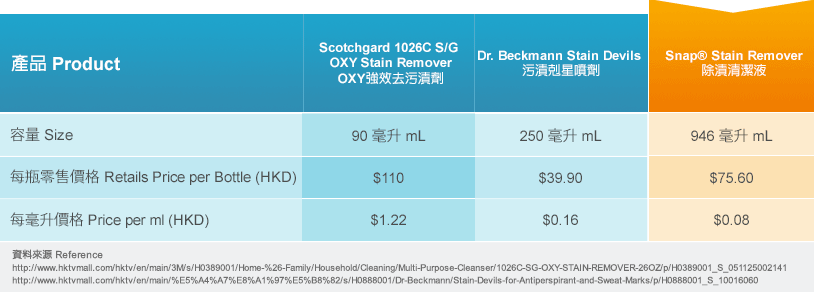 產品 Product
Scotchgard 1026C S/G
OXY Stain Remover
OXY強效去污漬劑
Dr. Beckmann Stain Devils
污漬剋星噴劑
Snap® Stain Remover
除漬清潔液
容量 Size
90 毫升 mL
250 毫升 mL
946 毫升 mL
每瓶零售價格 Retails Price per Bottle (HKD)
$110
$39.90
$75.60
每毫升價格 Price per ml (HKD)
$1.22
$0.16
$0.08
資料來源 Reference
http://www.hktvmall.com/hktv/en/main/3M/s/H0389001/Home-%26-Family/Household/Cleaning/Multi-Purpose-Cleanser/1026C-SG-OXY-STAIN-REMOVER-26OZ/p/H0389001_S_051125002141
http://www.hktvmall.com/hktv/en/main/%E5%A4%A7%E8%A1%97%E5%B8%82/s/H0888001/Dr-Beckmann/Stain-Devils-for-Antiperspirant-and-Sweat-Marks/p/H0888001_S_10016060